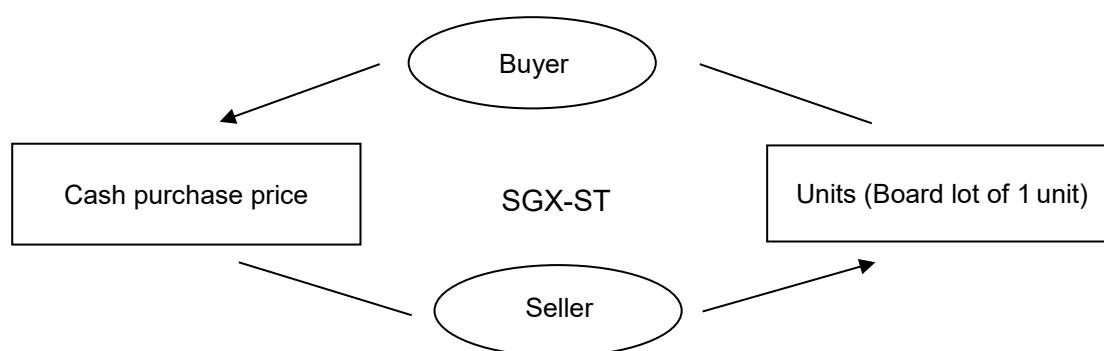 Buyer
Cash purchase price
SGX-ST
Units (Board lot of 1 unit)
Seller